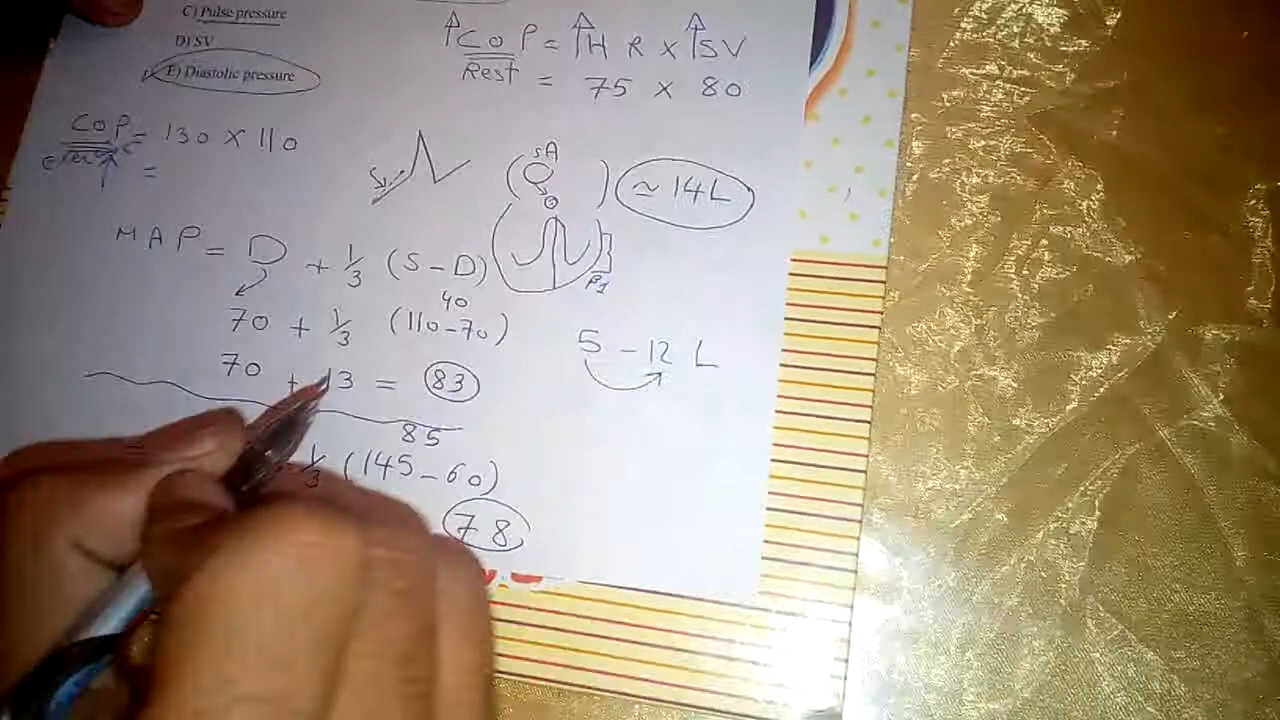 C) Pulse pressure
D) SV
E) Diastolic pressure
↑COP = ↑HR x ↑SV
Rest = 75 x 80
COP = 130 x 110
=
SA
≃ 14L
MAP = D + 1/3 (S - D)
40
70 + 1/3 (110-70)
5 - 12 L
70 + 13 = 83
85
1/3 (145-60)
78